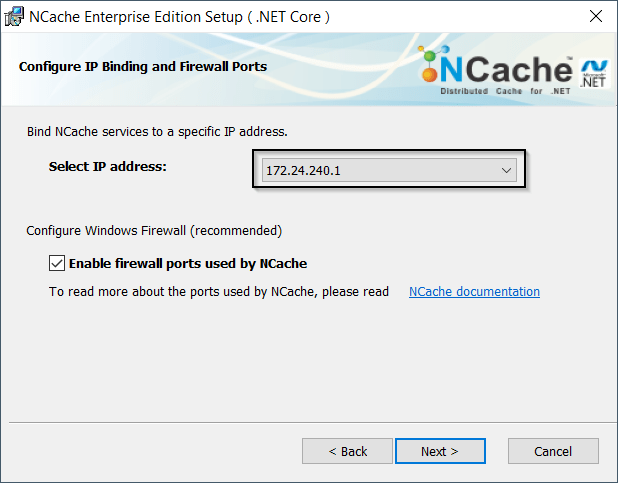 NCache Enterprise Edition Setup ( .NET Core )
Configure IP Binding and Firewall Ports
NCache™
Distributed Cache for .NET
Microsoft
.NET
Bind NCache services to a specific IP address.
Select IP address:
172.24.240.1
Configure Windows Firewall (recommended)
Enable firewall ports used by NCache
To read more about the ports used by NCache, please read NCache documentation
< Back
Next >
Cancel